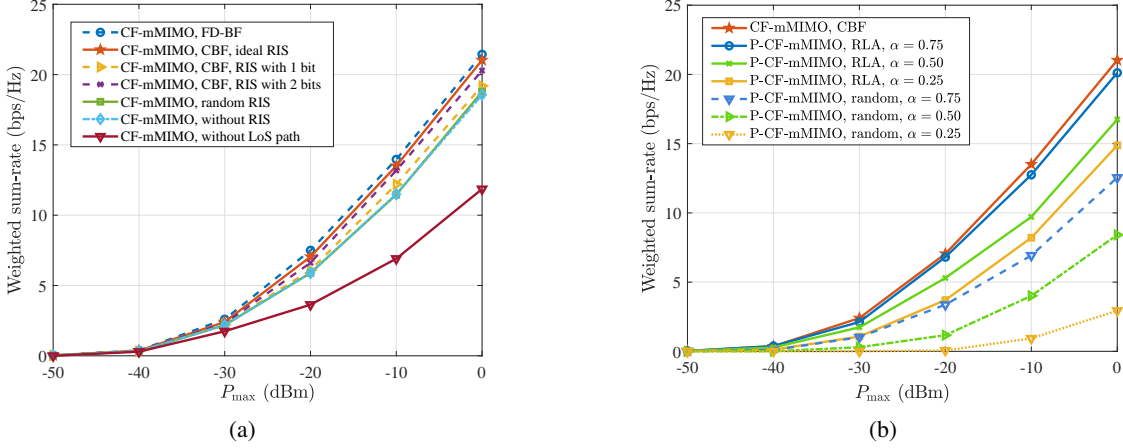 CF-mMIMO, FD-BF
CF-mMIMO, CBF, ideal RIS
CF-mMIMO, CBF, RIS with 1 bit
CF-mMIMO, CBF, RIS with 2 bits
CF-mMIMO, random RIS
CF-mMIMO, without RIS
CF-mMIMO, without LoS path
Weighted sum-rate (bps/Hz)
20
15
10
5
0
-50
-40
-30
-20
-10
0
P_max (dBm)
(a)
CF-mMIMO, CBF
P-CF-mMIMO, RLA, α = 0.75
P-CF-mMIMO, RLA, α = 0.50
P-CF-mMIMO, RLA, α = 0.25
P-CF-mMIMO, random, α = 0.75
P-CF-mMIMO, random, α = 0.50
P-CF-mMIMO, random, α = 0.25
Weighted sum-rate (bps/Hz)
25
20
15
10
5
0
-50
-40
-30
-20
-10
0
P_max (dBm)
(b)